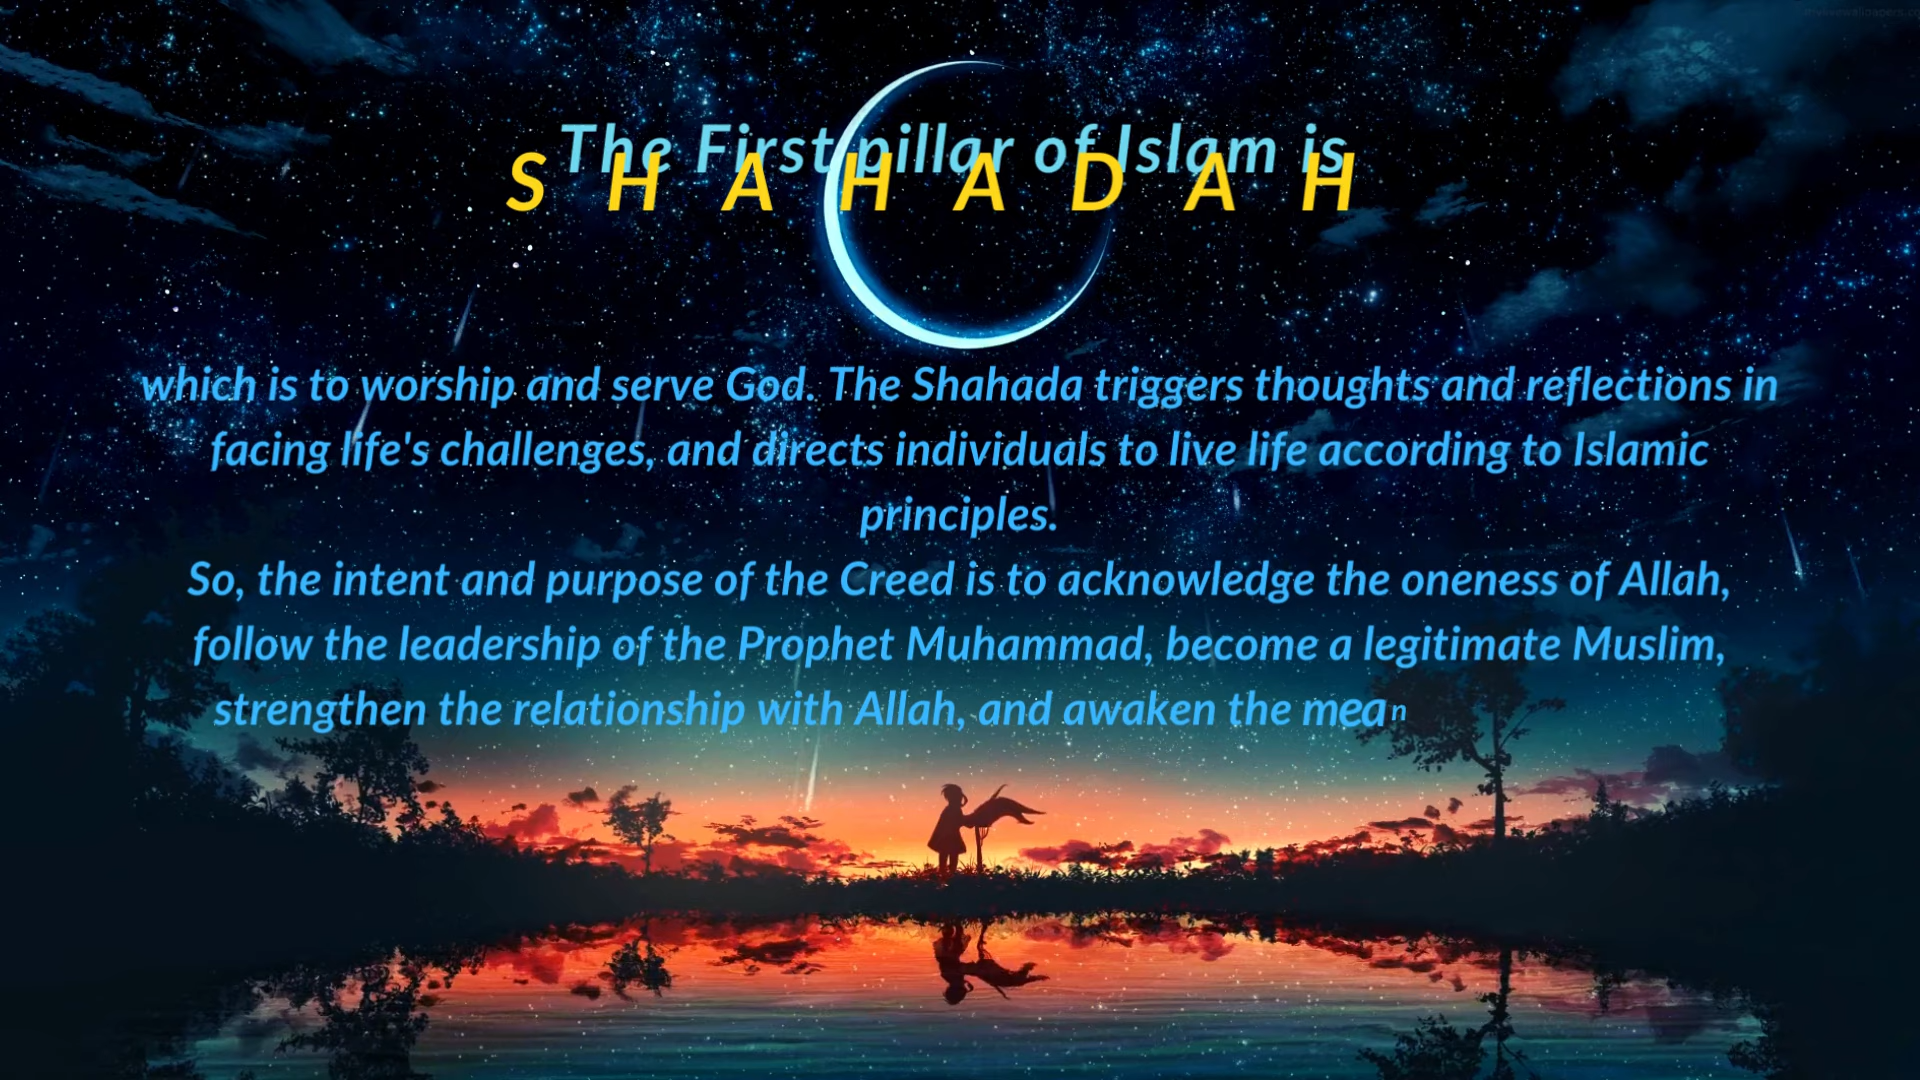 The First pillar of Islam is
S H A H A D A H
which is to worship and serve God. The Shahada triggers thoughts and reflections in
facing life's challenges, and directs individuals to live life according to Islamic
principles.
So, the intent and purpose of the Creed is to acknowledge the oneness of Allah,
follow the leadership of the Prophet Muhammad, become a legitimate Muslim,
strengthen the relationship with Allah, and awaken the mean